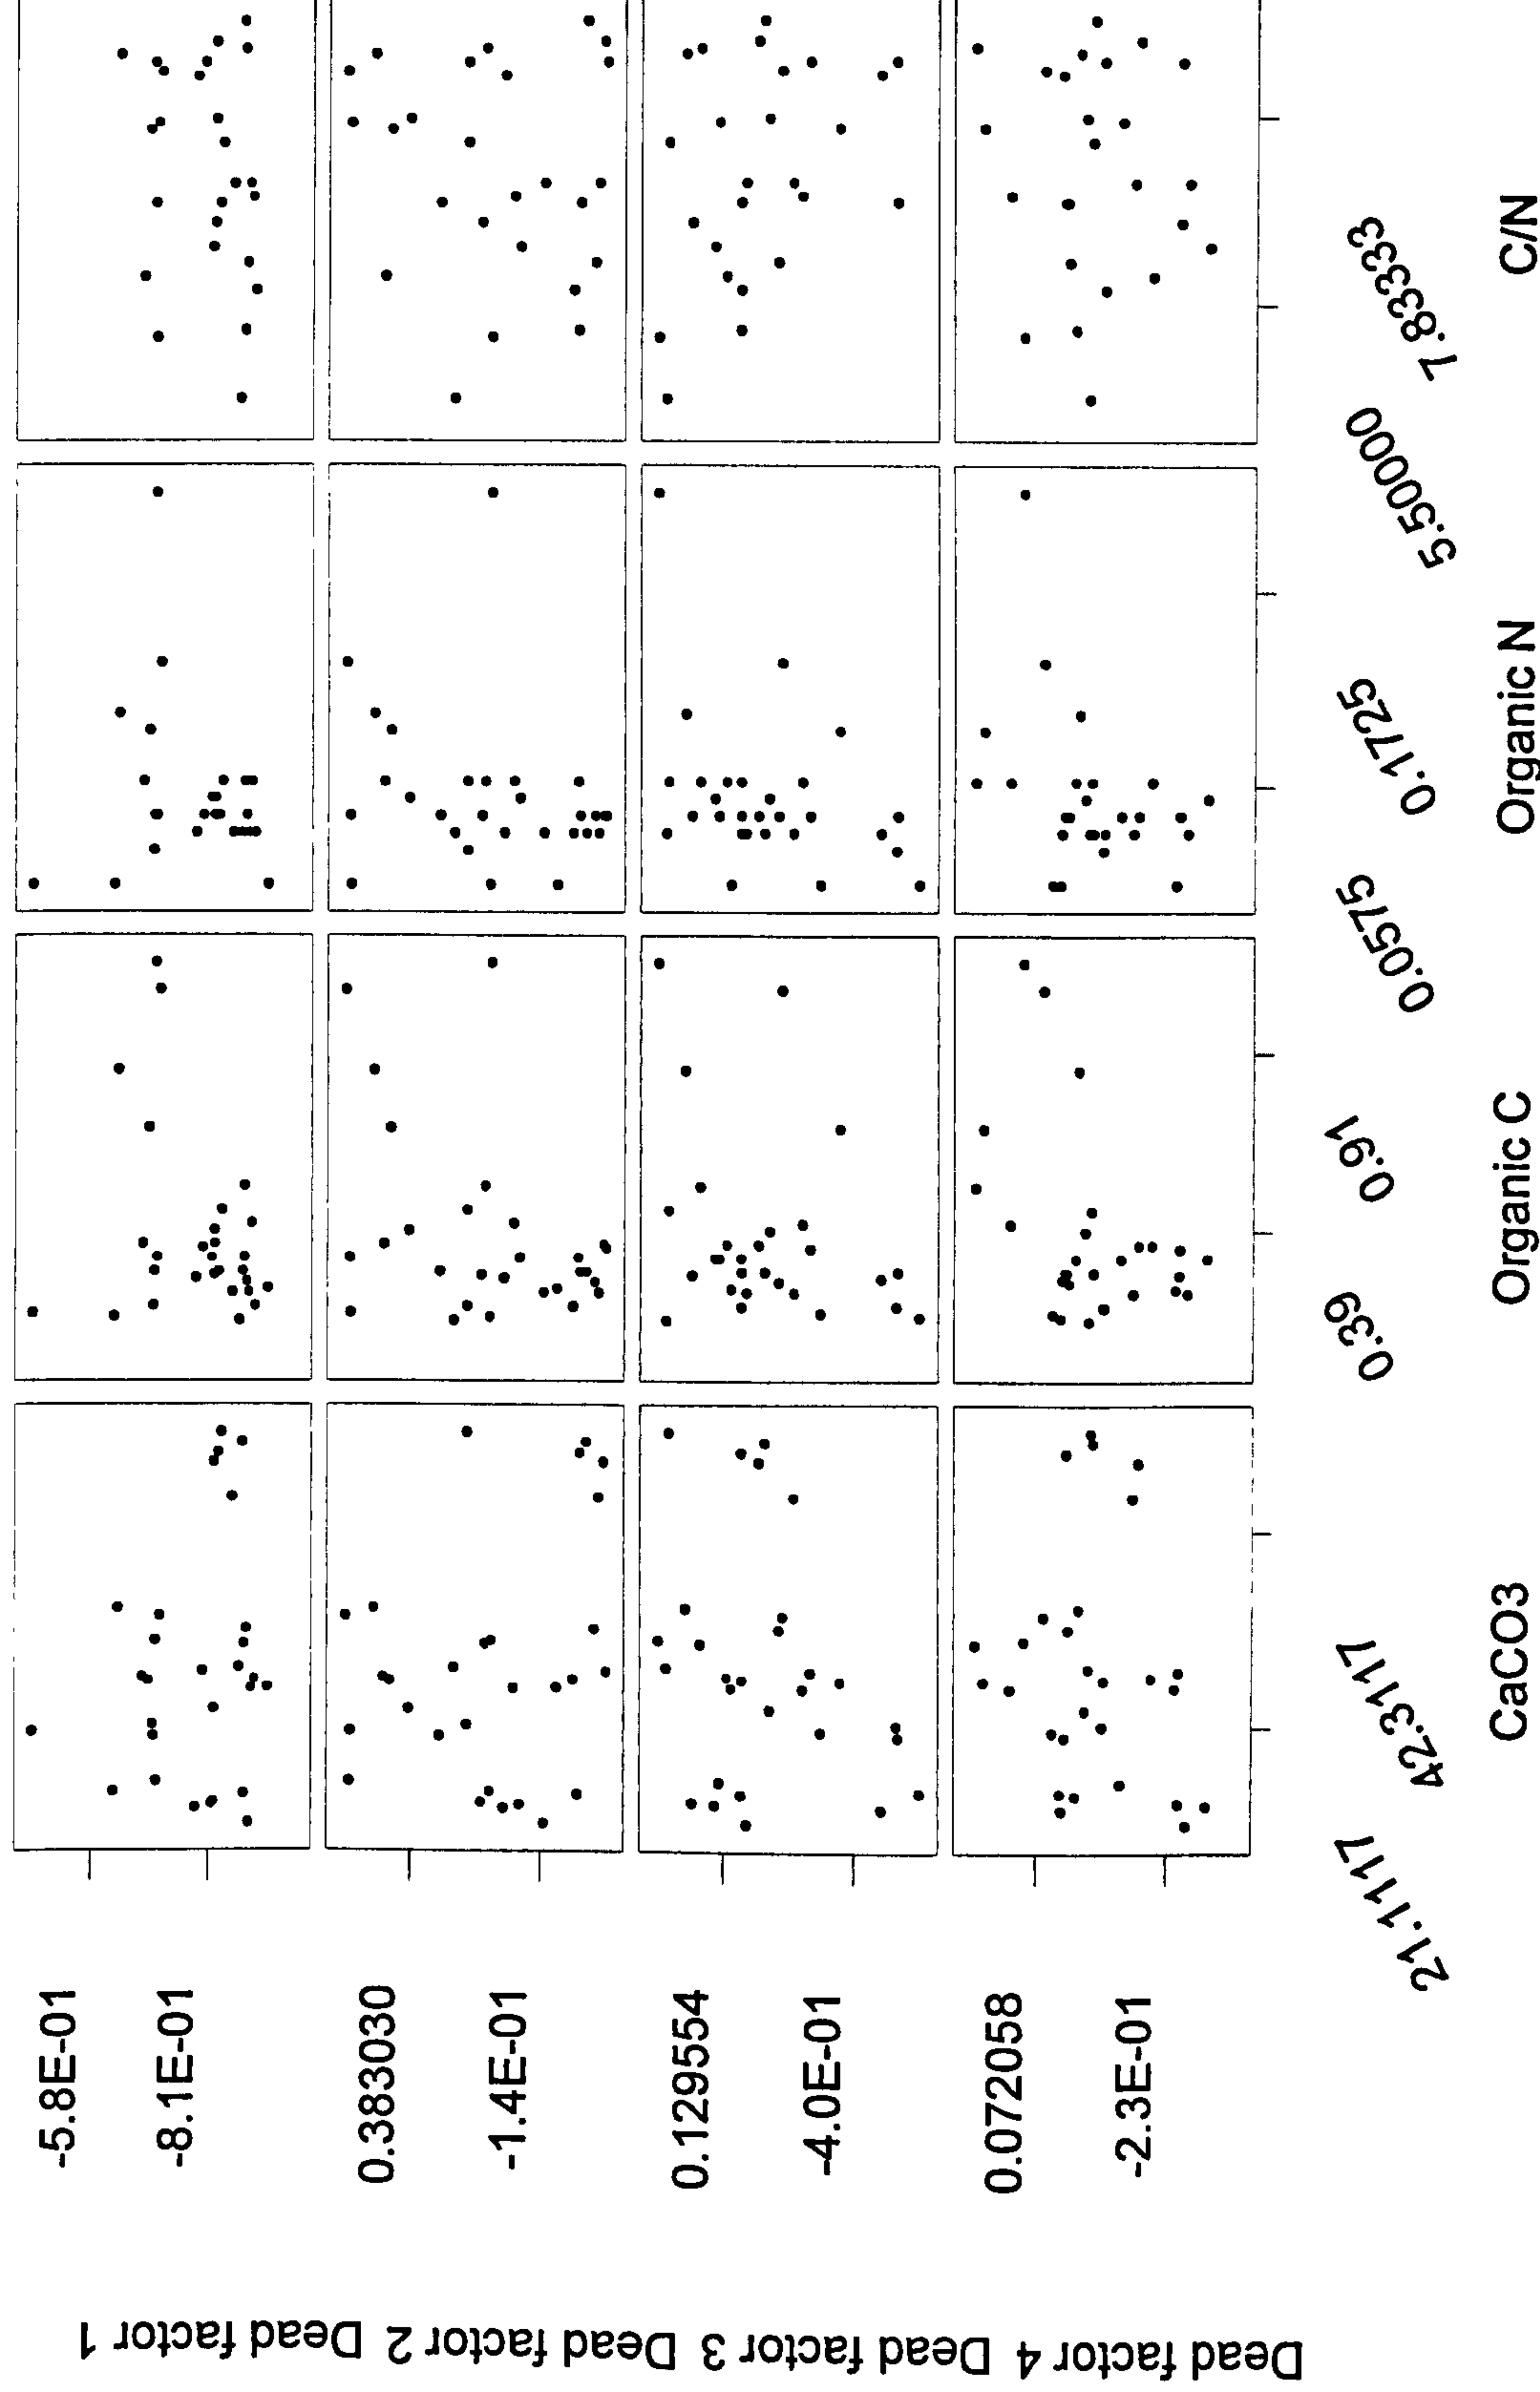 Dead factor 1
Dead factor 2
Dead factor 3
Dead factor 4
-5.8E-01
-8.1E-01
0.383030
-1.4E-01
0.129554
-4.0E-01
0.072058
-2.3E-01
21.1117
42.3117
0.39
0.91
0.0575
0.1725
5.50000
7.83333
CaCO3
Organic C
Organic N
C/N